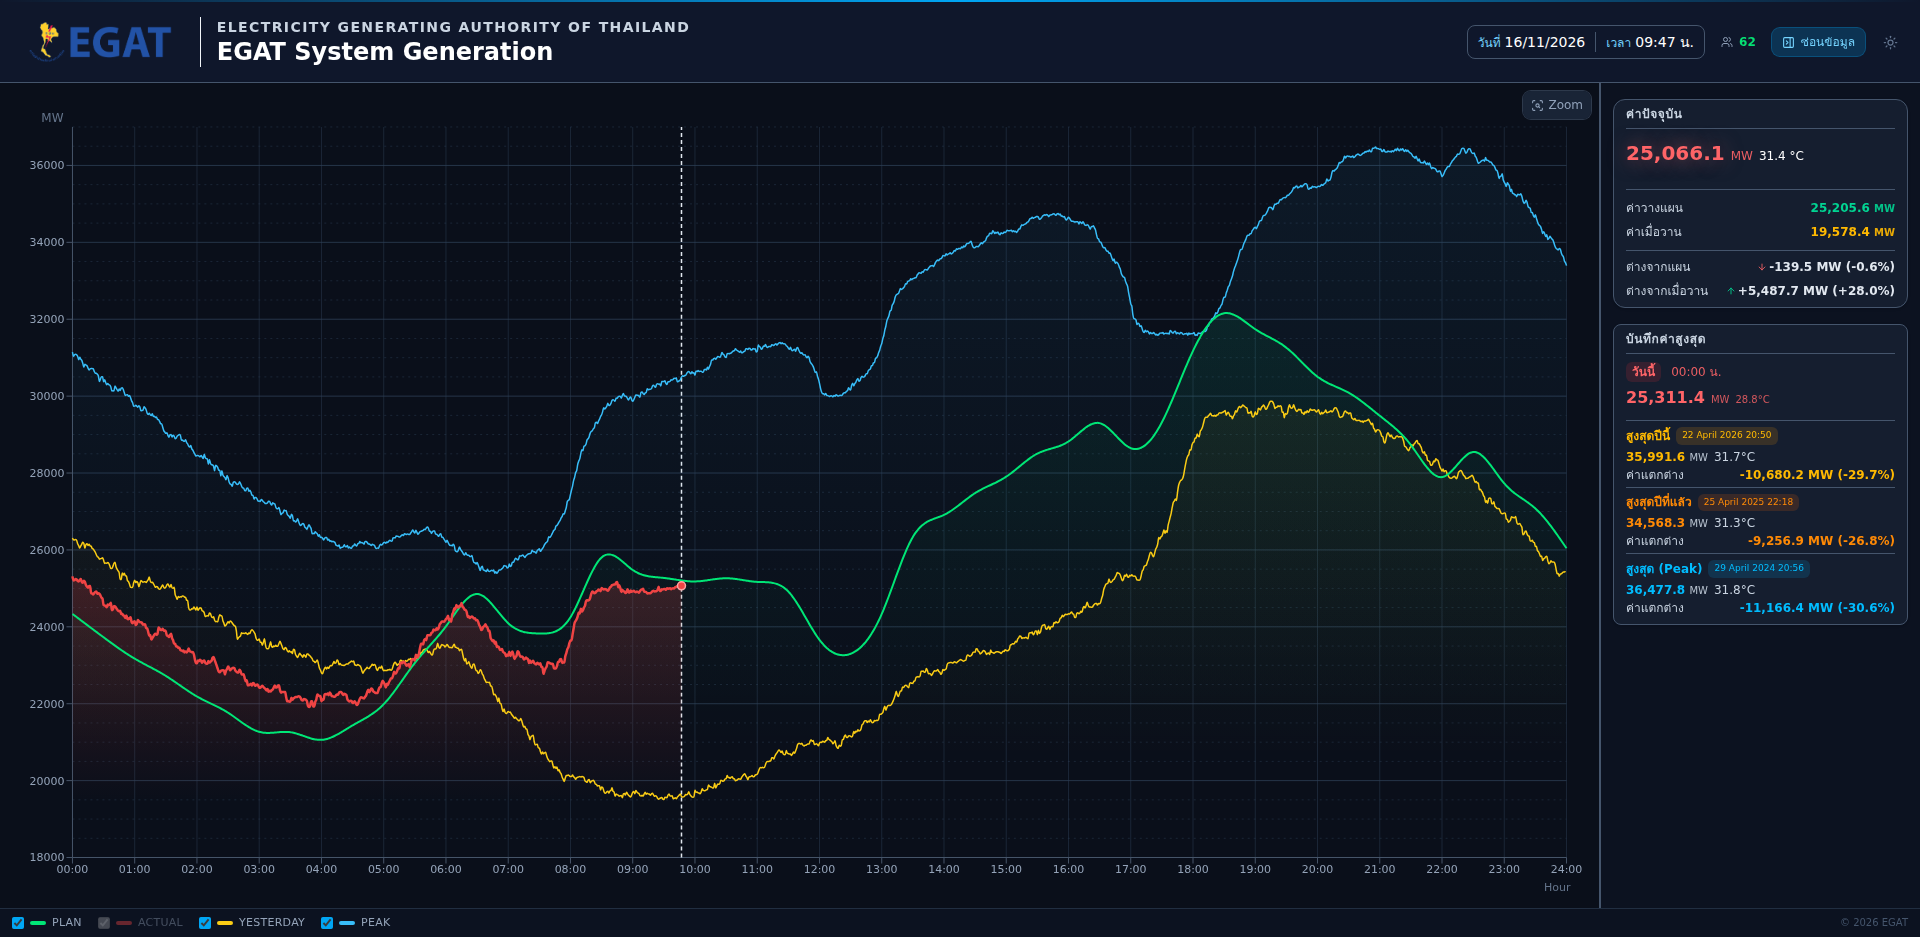 EGAT
ELECTRICITY GENERATING AUTHORITY OF THAILAND
EGAT System Generation
วันที่ 16/11/2026 เวลา 09:47 น.
62
ซ่อนข้อมูล
Zoom
MW
36000
34000
32000
30000
28000
26000
24000
22000
20000
18000
00:00 01:00 02:00 03:00 04:00 05:00 06:00 07:00 08:00 09:00 10:00 11:00 12:00 13:00 14:00 15:00 16:00 17:00 18:00 19:00 20:00 21:00 22:00 23:00 24:00
Hour
ค่าปัจจุบัน
25,066.1 MW 31.4 °C
ค่าวางแผน 25,205.6 MW
ค่าเมื่อวาน 19,578.4 MW
ต่างจากแผน ↓ -139.5 MW (-0.6%)
ต่างจากเมื่อวาน ↑ +5,487.7 MW (+28.0%)
บันทึกค่าสูงสุด
วันนี้ 00:00 น.
25,311.4 MW 28.8°C
สูงสุดปีนี้ 22 April 2026 20:50
35,991.6 MW 31.7°C
ค่าแตกต่าง -10,680.2 MW (-29.7%)
สูงสุดปีที่แล้ว 25 April 2025 22:18
34,568.3 MW 31.3°C
ค่าแตกต่าง -9,256.9 MW (-26.8%)
สูงสุด (Peak) 29 April 2024 20:56
36,477.8 MW 31.8°C
ค่าแตกต่าง -11,166.4 MW (-30.6%)
PLAN ACTUAL YESTERDAY PEAK
© 2026 EGAT